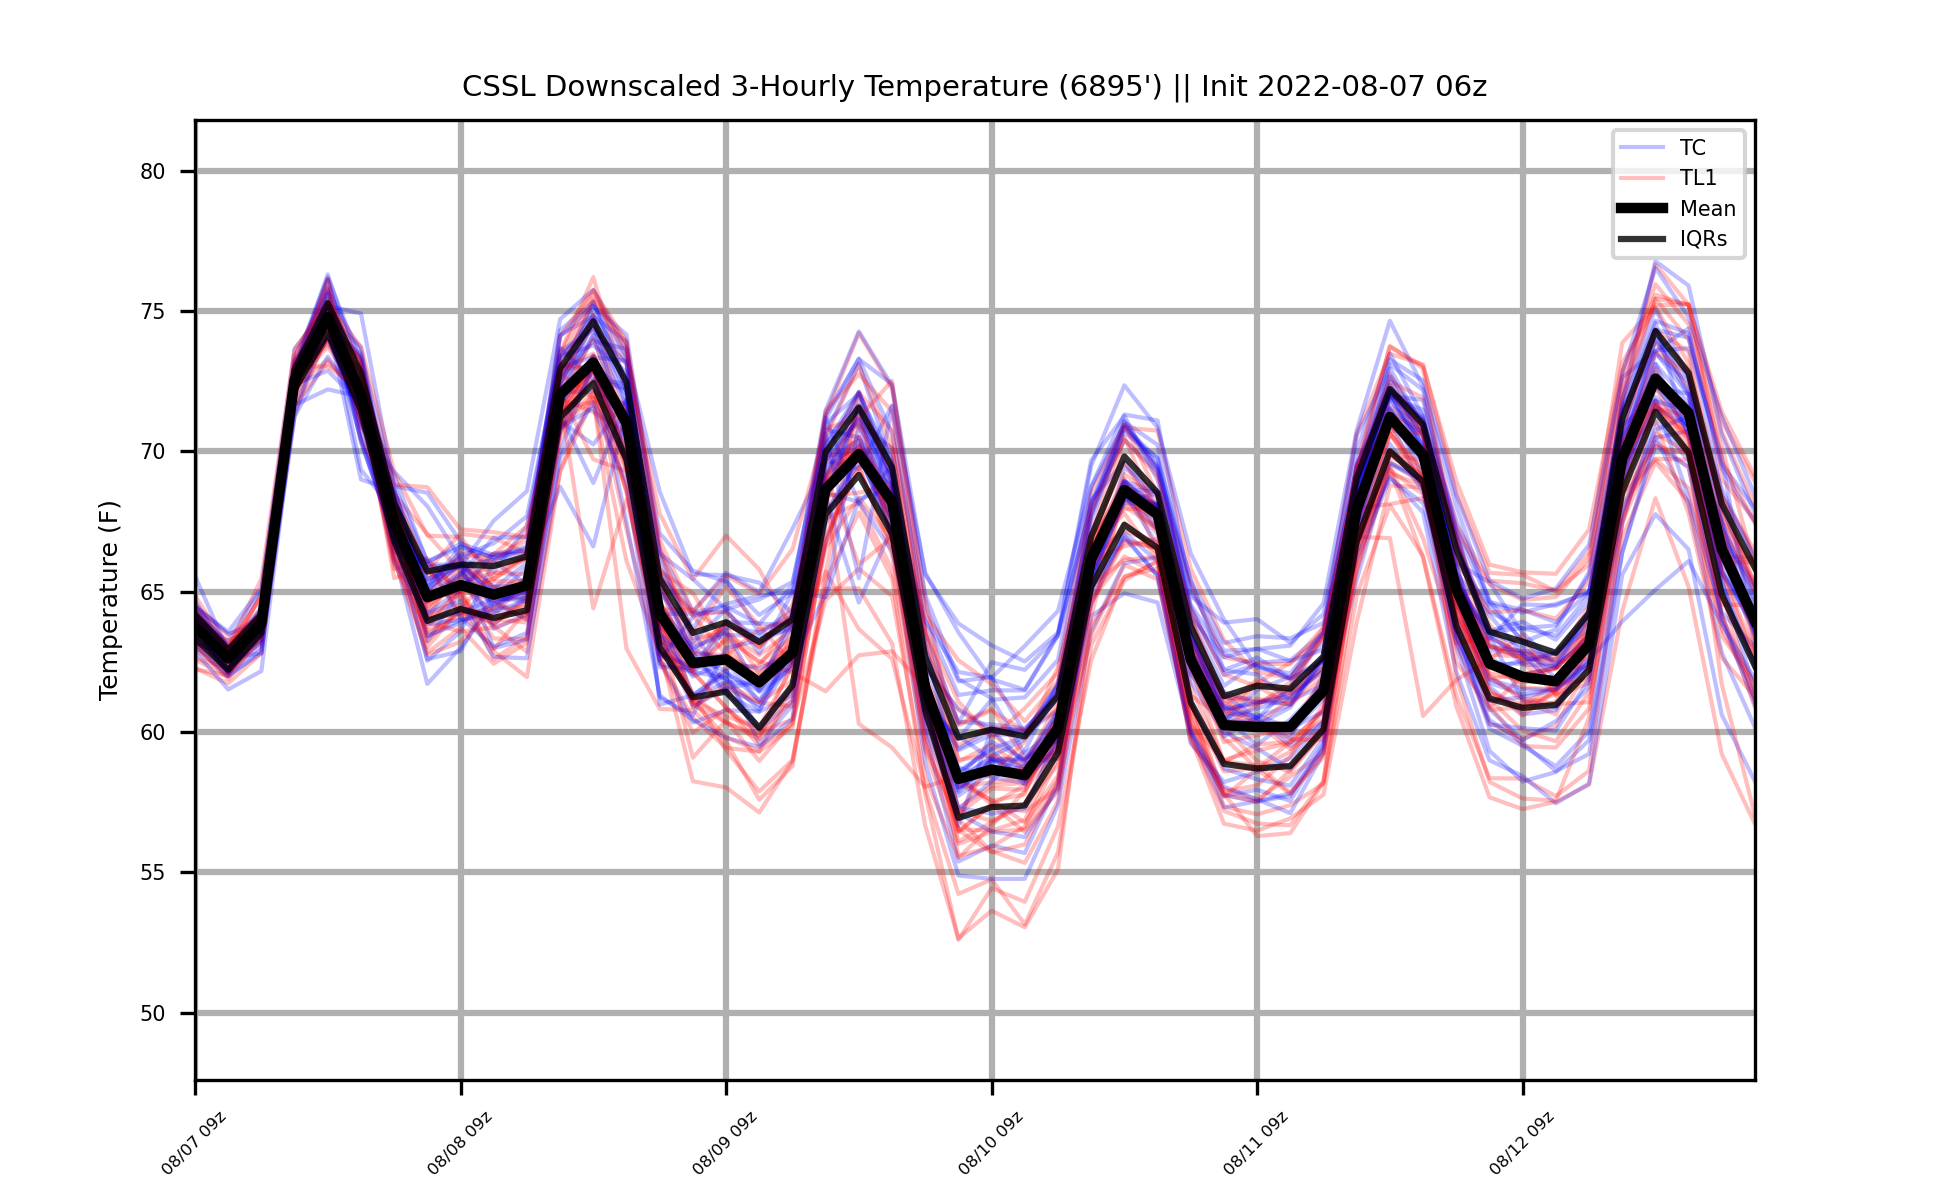 CSSL Downscaled 3-Hourly Temperature (6895') || Init 2022-08-07 06z
TC
TL1
Mean
IQRs
Temperature (F)
80
75
70
65
60
55
50
08/07 09z
08/08 09z
08/09 09z
08/10 09z
08/11 09z
08/12 09z